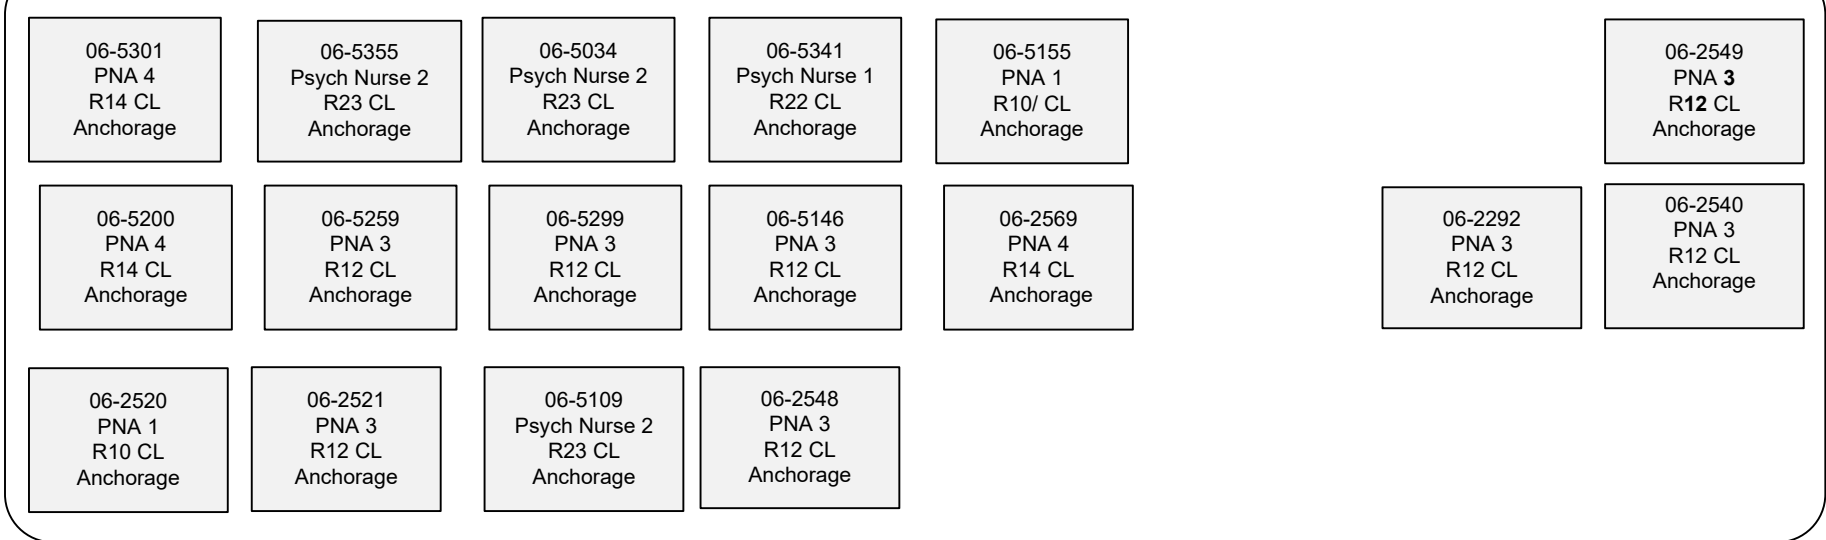 06-5301
PNA 4
R14 CL
Anchorage
06-5355
Psych Nurse 2
R23 CL
Anchorage
06-5034
Psych Nurse 2
R23 CL
Anchorage
06-5341
Psych Nurse 1
R22 CL
Anchorage
06-5155
PNA 1
R10/ CL
Anchorage
06-2549
PNA 3
R12 CL
Anchorage
06-5200
PNA 4
R14 CL
Anchorage
06-5259
PNA 3
R12 CL
Anchorage
06-5299
PNA 3
R12 CL
Anchorage
06-5146
PNA 3
R12 CL
Anchorage
06-2569
PNA 4
R14 CL
Anchorage
06-2292
PNA 3
R12 CL
Anchorage
06-2540
PNA 3
R12 CL
Anchorage
06-2520
PNA 1
R10 CL
Anchorage
06-2521
PNA 3
R12 CL
Anchorage
06-5109
Psych Nurse 2
R23 CL
Anchorage
06-2548
PNA 3
R12 CL
Anchorage